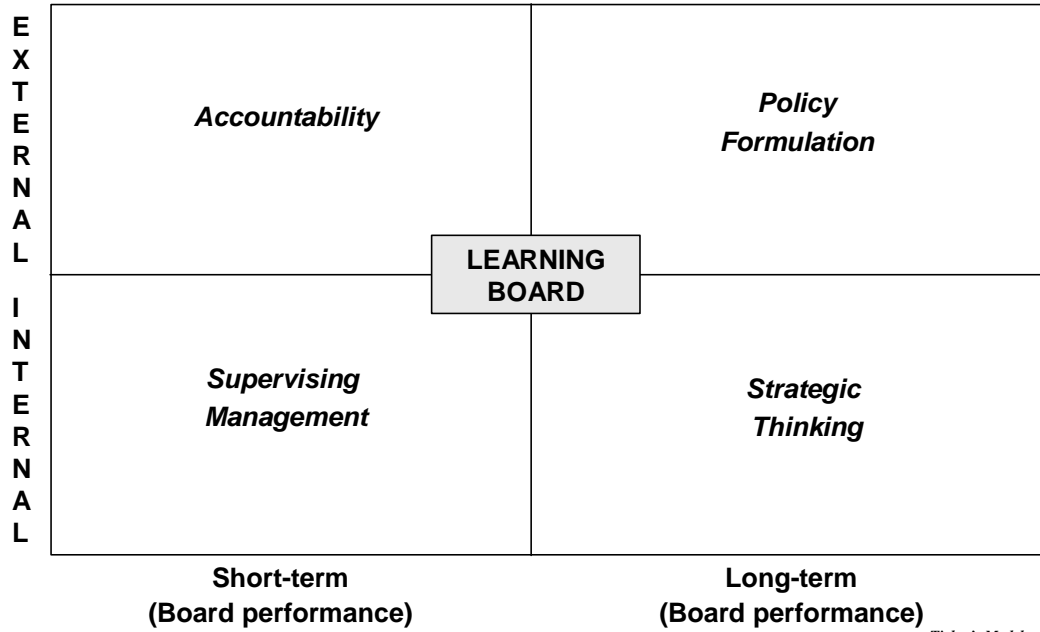 EXTERNAL
INTERNAL
Accountability
Policy
Formulation
LEARNING
BOARD
Supervising
Management
Strategic
Thinking
Short-term
(Board performance)
Long-term
(Board performance)